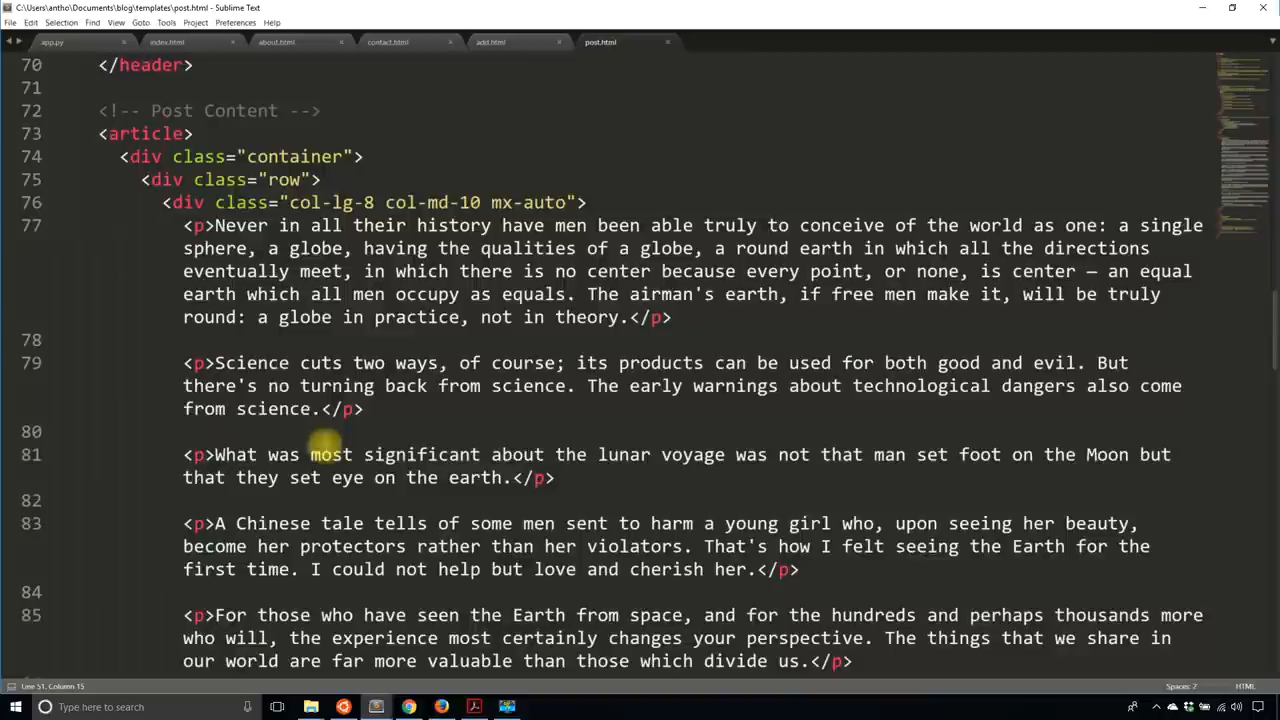 C:\Users\antho\Documents\blog\templates\post.html - Sublime Text
File Edit Selection Find View Goto Tools Project Preferences Help
app.py × index.html × about.html × contact.html × add.html × post.html ×
70 </header>
71
72 <!-- Post Content -->
73 <article>
74 <div class="container">
75 <div class="row">
76 <div class="col-lg-8 col-md-10 mx-auto">
77 <p>Never in all their history have men been able truly to conceive of the world as one: a single
sphere, a globe, having the qualities of a globe, a round earth in which all the directions
eventually meet, in which there is no center because every point, or none, is center — an equal
earth which all men occupy as equals. The airman's earth, if free men make it, will be truly
round: a globe in practice, not in theory.</p>
78
79 <p>Science cuts two ways, of course; its products can be used for both good and evil. But
there's no turning back from science. The early warnings about technological dangers also come
from science.</p>
80
81 <p>What was most significant about the lunar voyage was not that man set foot on the Moon but
that they set eye on the earth.</p>
82
83 <p>A Chinese tale tells of some men sent to harm a young girl who, upon seeing her beauty,
become her protectors rather than her violators. That's how I felt seeing the Earth for the
first time. I could not help but love and cherish her.</p>
84
85 <p>For those who have seen the Earth from space, and for the hundreds and perhaps thousands more
who will, the experience most certainly changes your perspective. The things that we share in
our world are far more valuable than those which divide us.</p>
Line 51, Column 15
Spaces: 2 HTML
Type here to search